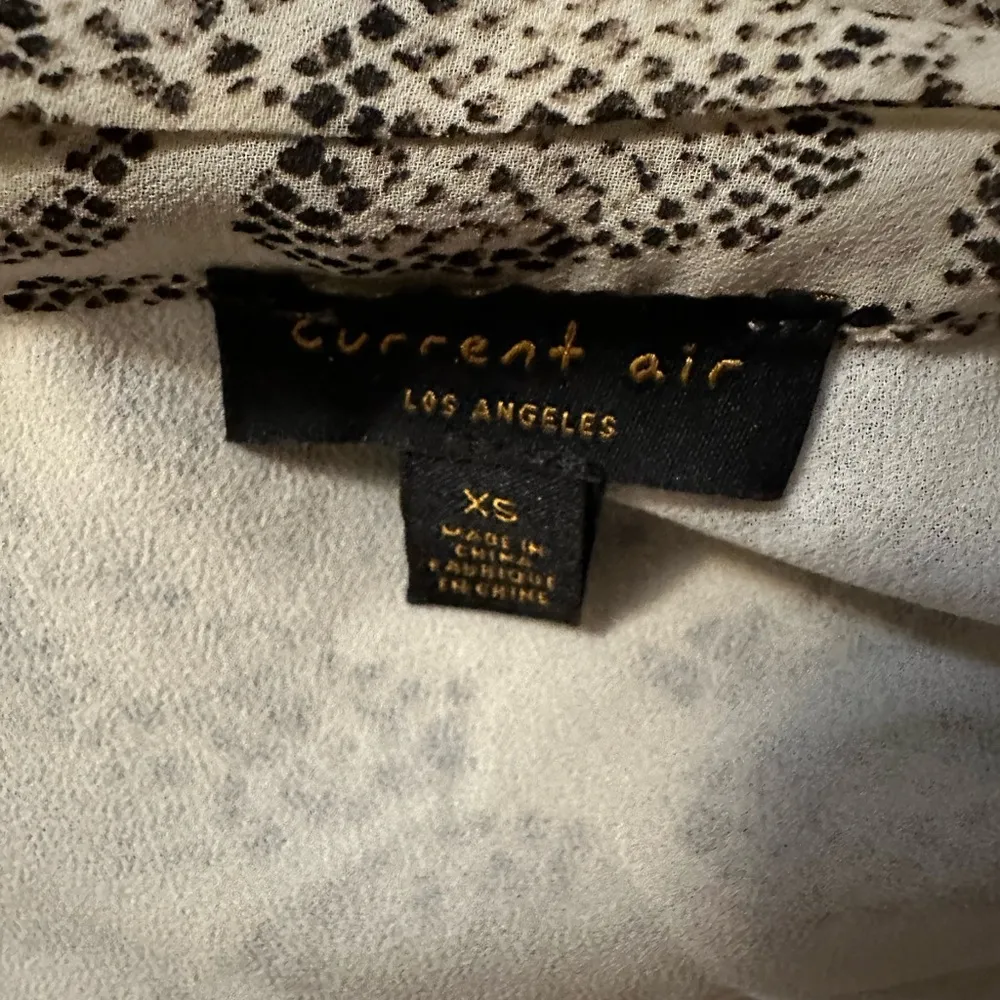 Current air
LOS ANGELES
XS
MADE IN
CHINA
FABRIQUE
EN CHINE